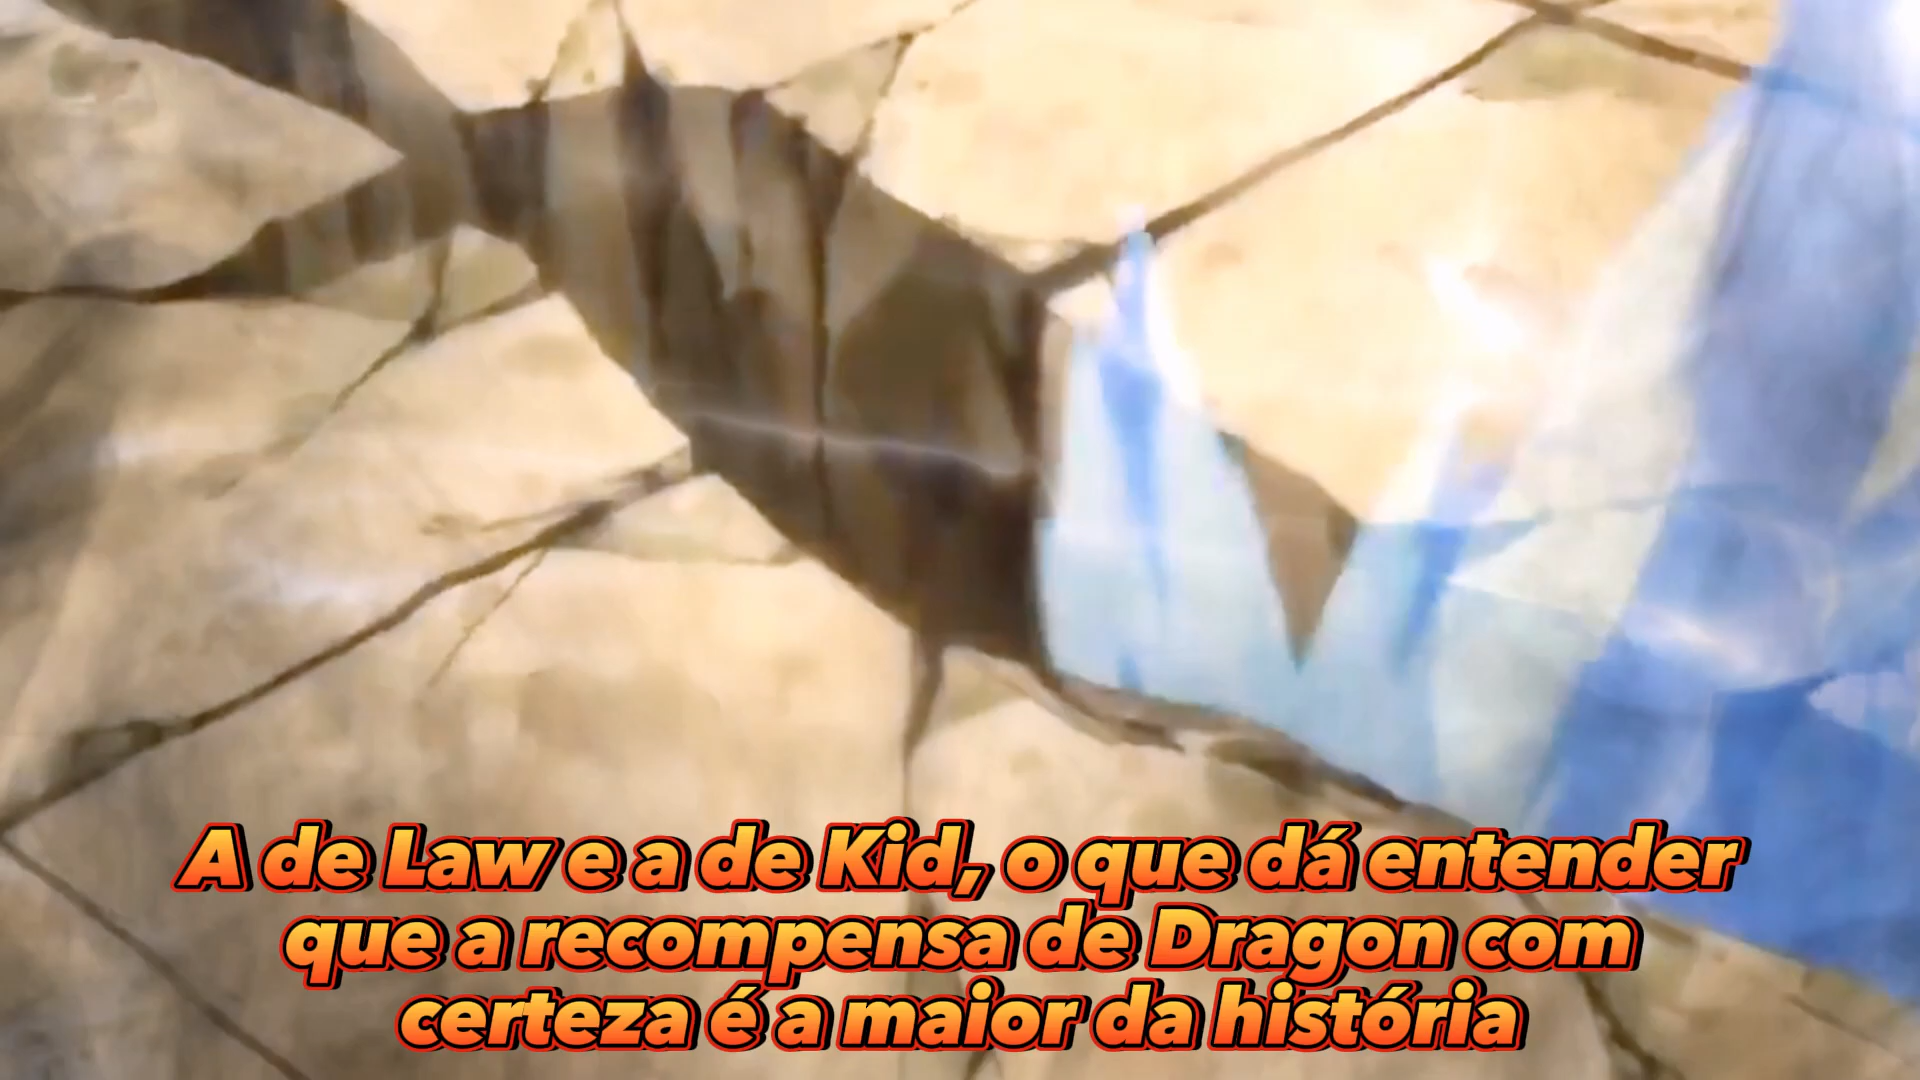 A de Law e a de Kid, o que dá entender
que a recompensa de Dragon com
certeza é a maior da história